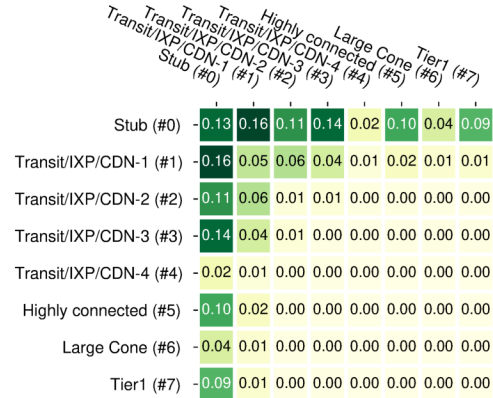 Stub (#0)
Transit/IXP/CDN-1 (#1)
Transit/IXP/CDN-2 (#2)
Transit/IXP/CDN-3 (#3)
Transit/IXP/CDN-4 (#4)
Highly connected (#5)
Large Cone (#6)
Tier1 (#7)
Stub (#0) 0.13 0.16 0.11 0.14 0.02 0.10 0.04 0.09
Transit/IXP/CDN-1 (#1) 0.16 0.05 0.06 0.04 0.01 0.02 0.01 0.01
Transit/IXP/CDN-2 (#2) 0.11 0.06 0.01 0.01 0.00 0.00 0.00 0.00
Transit/IXP/CDN-3 (#3) 0.14 0.04 0.01 0.00 0.00 0.00 0.00 0.00
Transit/IXP/CDN-4 (#4) 0.02 0.01 0.00 0.00 0.00 0.00 0.00 0.00
Highly connected (#5) 0.10 0.02 0.00 0.00 0.00 0.00 0.00 0.00
Large Cone (#6) 0.04 0.01 0.00 0.00 0.00 0.00 0.00 0.00
Tier1 (#7) 0.09 0.01 0.00 0.00 0.00 0.00 0.00 0.00